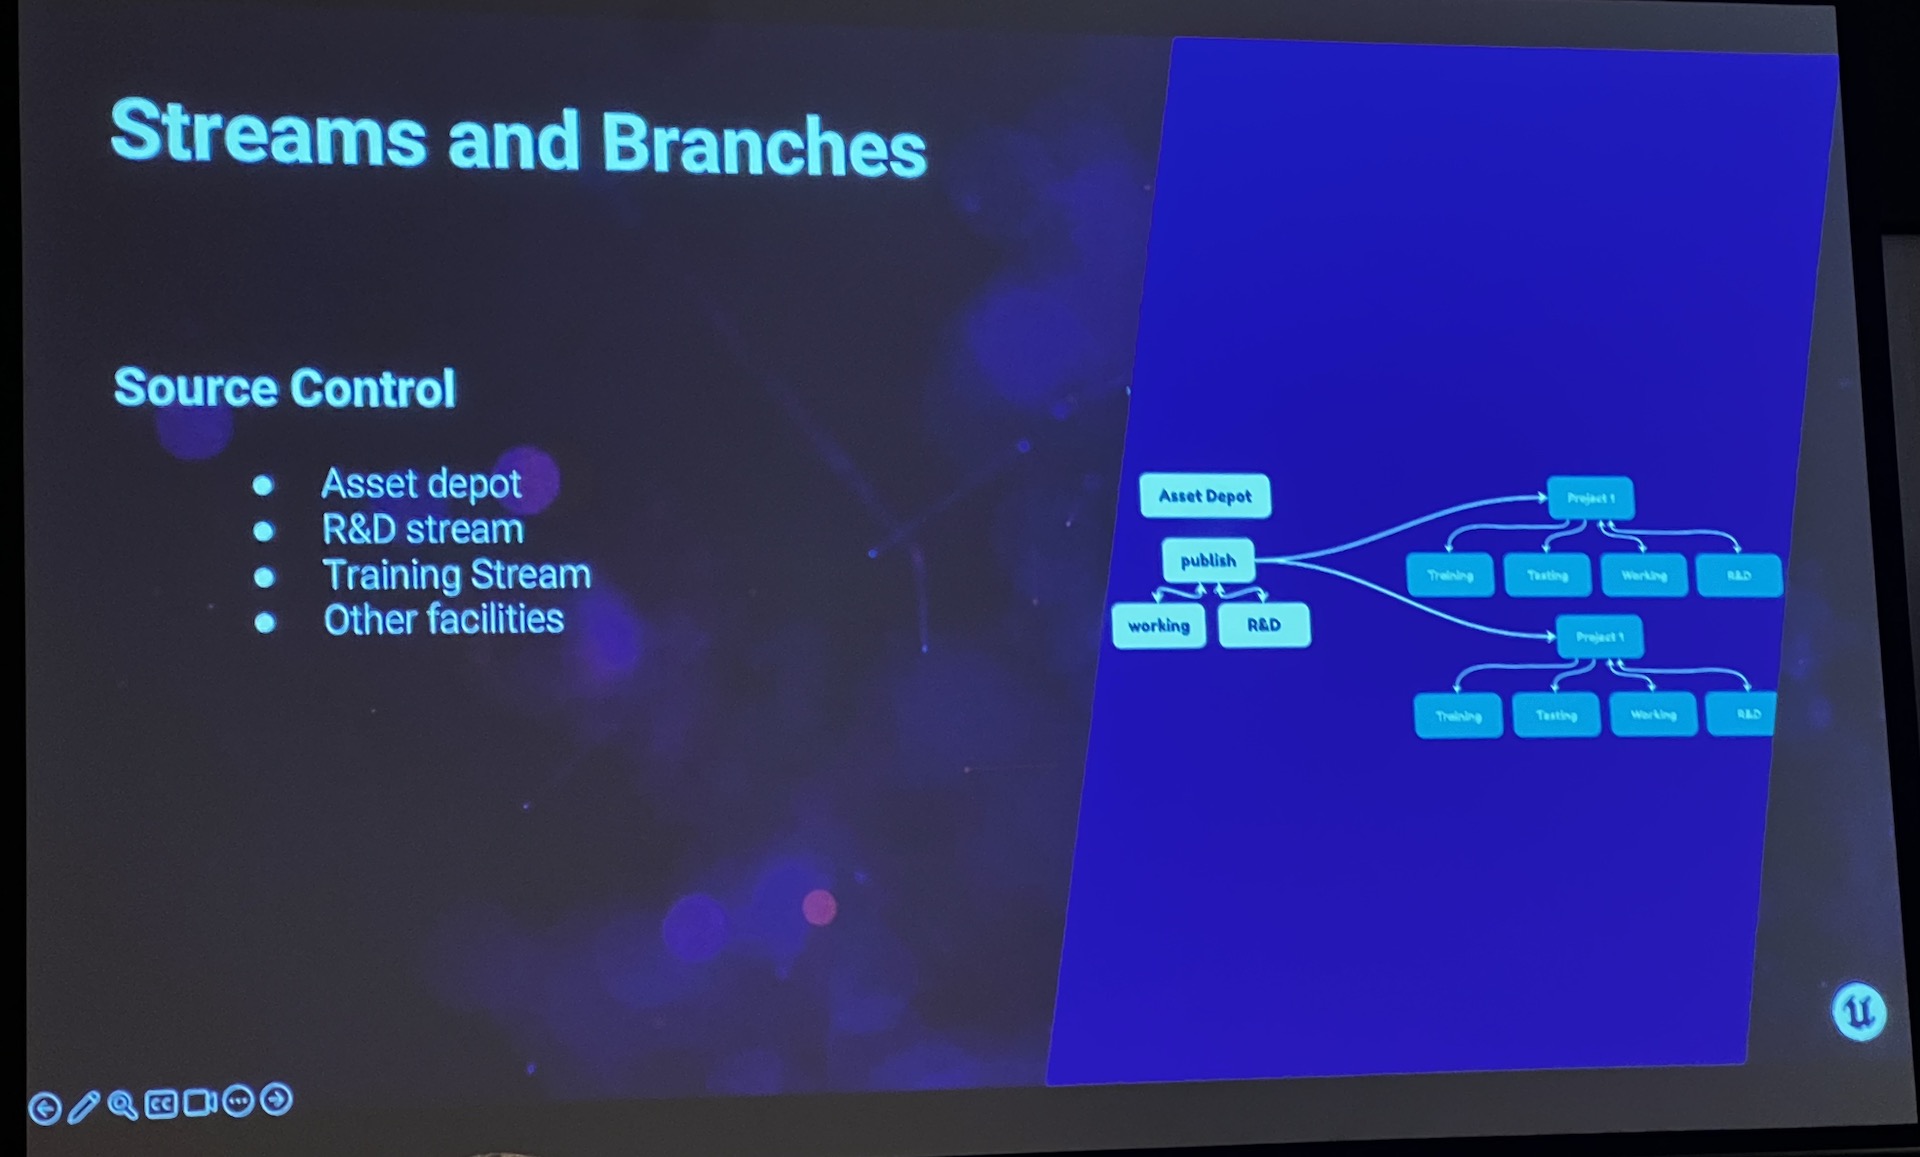 Streams and Branches
Source Control
Asset depot
R&D stream
Training Stream
Other facilities
Asset Depot
publish
working
R&D
Project 1
Training
Testing
Working
R&D
Project 1
Training
Testing
Working
R&D
CC